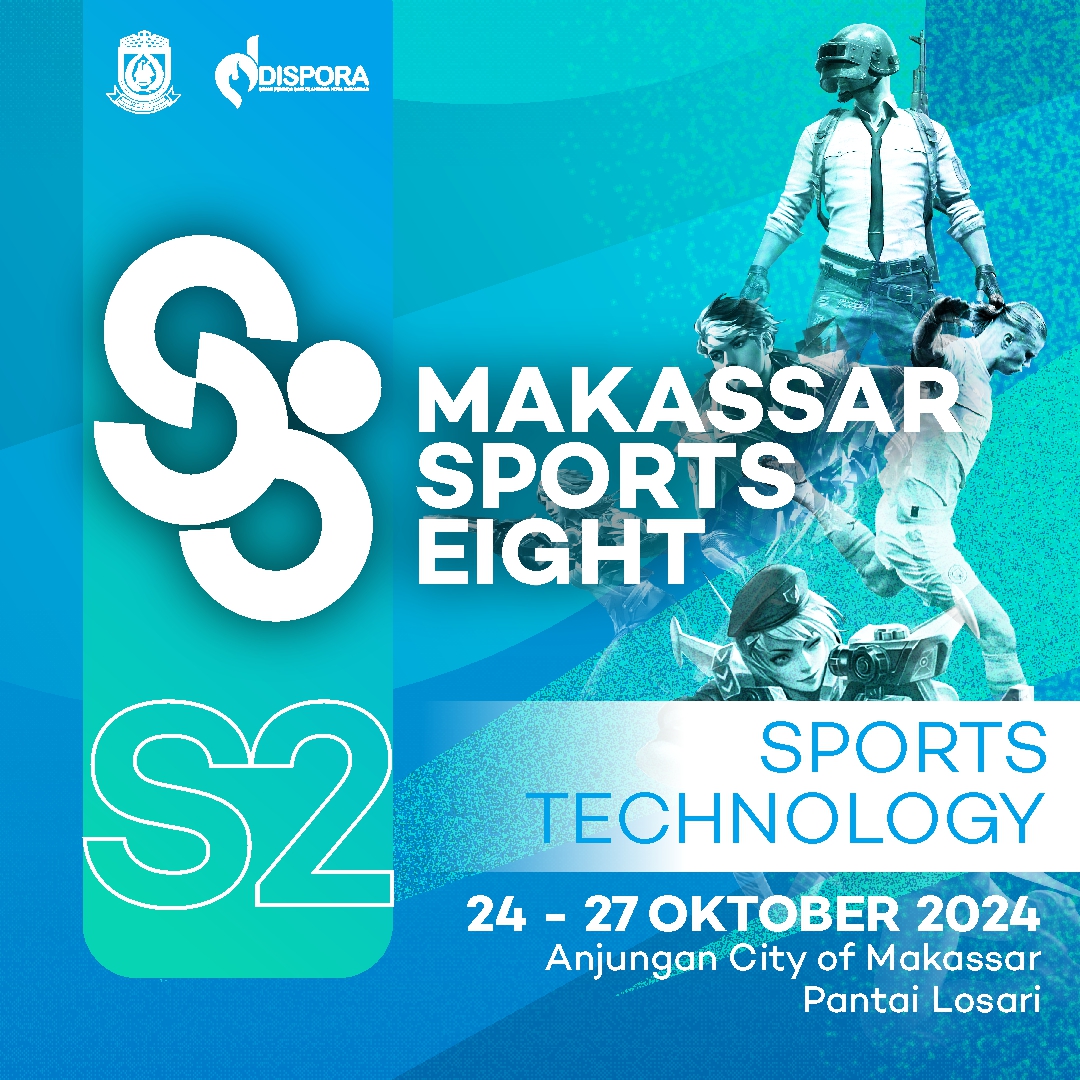 DISPORA
MAKASSAR
SPORTS
EIGHT
S2
SPORTS
TECHNOLOGY
24 - 27 OKTOBER 2024
Anjungan City of Makassar
Pantai Losari